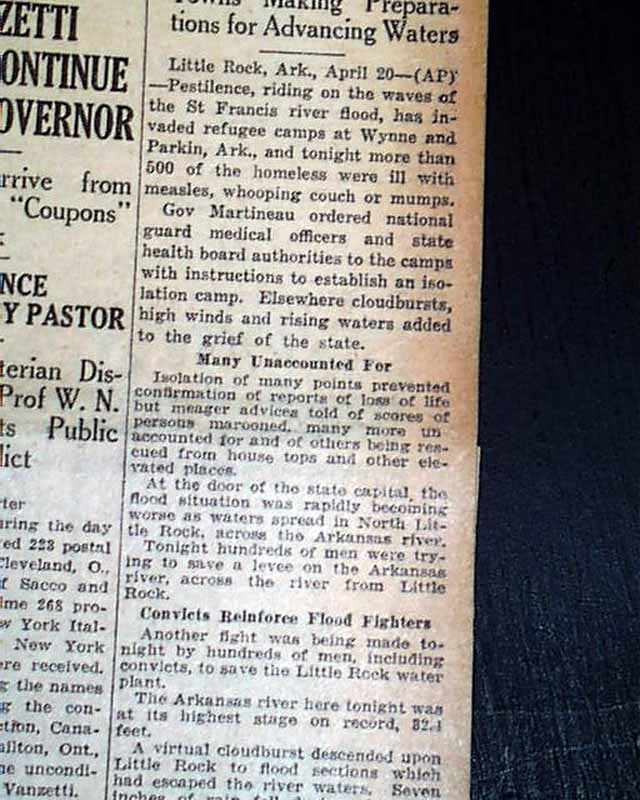 ZETTI
ONTINUE
OVERNOR
rrive from
"Coupons"
NCE
Y PASTOR
terian Dis-
Prof W. N.
ts Public
lict
rter
uring the day
ed 228 postal
Cleveland, O.,
f Sacco and
ime 268 pro-
w York Ital-
New York
re received.
g the names
g the con-
ction, Cana-
milton, Ont.,
he uncondi-
Vanzetti.
Towns Making Prepara-
tions for Advancing Waters
Little Rock, Ark., April 20—(AP)
—Pestilence, riding on the waves of
the St Francis river flood, has in-
vaded refugee camps at Wynne and
Parkin, Ark., and tonight more than
500 of the homeless were ill with
measles, whooping couch or mumps.
Gov Martineau ordered national
guard medical officers and state
health board authorities to the camps
with instructions to establish an iso-
lation camp. Elsewhere cloudbursts,
high winds and rising waters added
to the grief of the state.
Many Unaccounted For
Isolation of many points prevented
confirmation of reports of loss of life
but meager advices told of scores of
persons marooned, many more un
accounted for and of others being res-
cued from house tops and other ele-
vated places.
At the door of the state capital, the
flood situation was rapidly becoming
worse as waters spread in North Lit-
tle Rock, across the Arkansas river.
Tonight hundreds of men were try-
ing to save a levee on the Arkansas
river, across the river from Little
Rock.
Convicts Reinforce Flood Fighters
Another fight was being made to-
night by hundreds of men, including
convicts, to save the Little Rock water
plant.
The Arkansas river here tonight was
at its highest stage on record, 32.1
feet.
A virtual cloudburst descended upon
Little Rock to flood sections which
had escaped the river waters. Seven
inches of rain fell